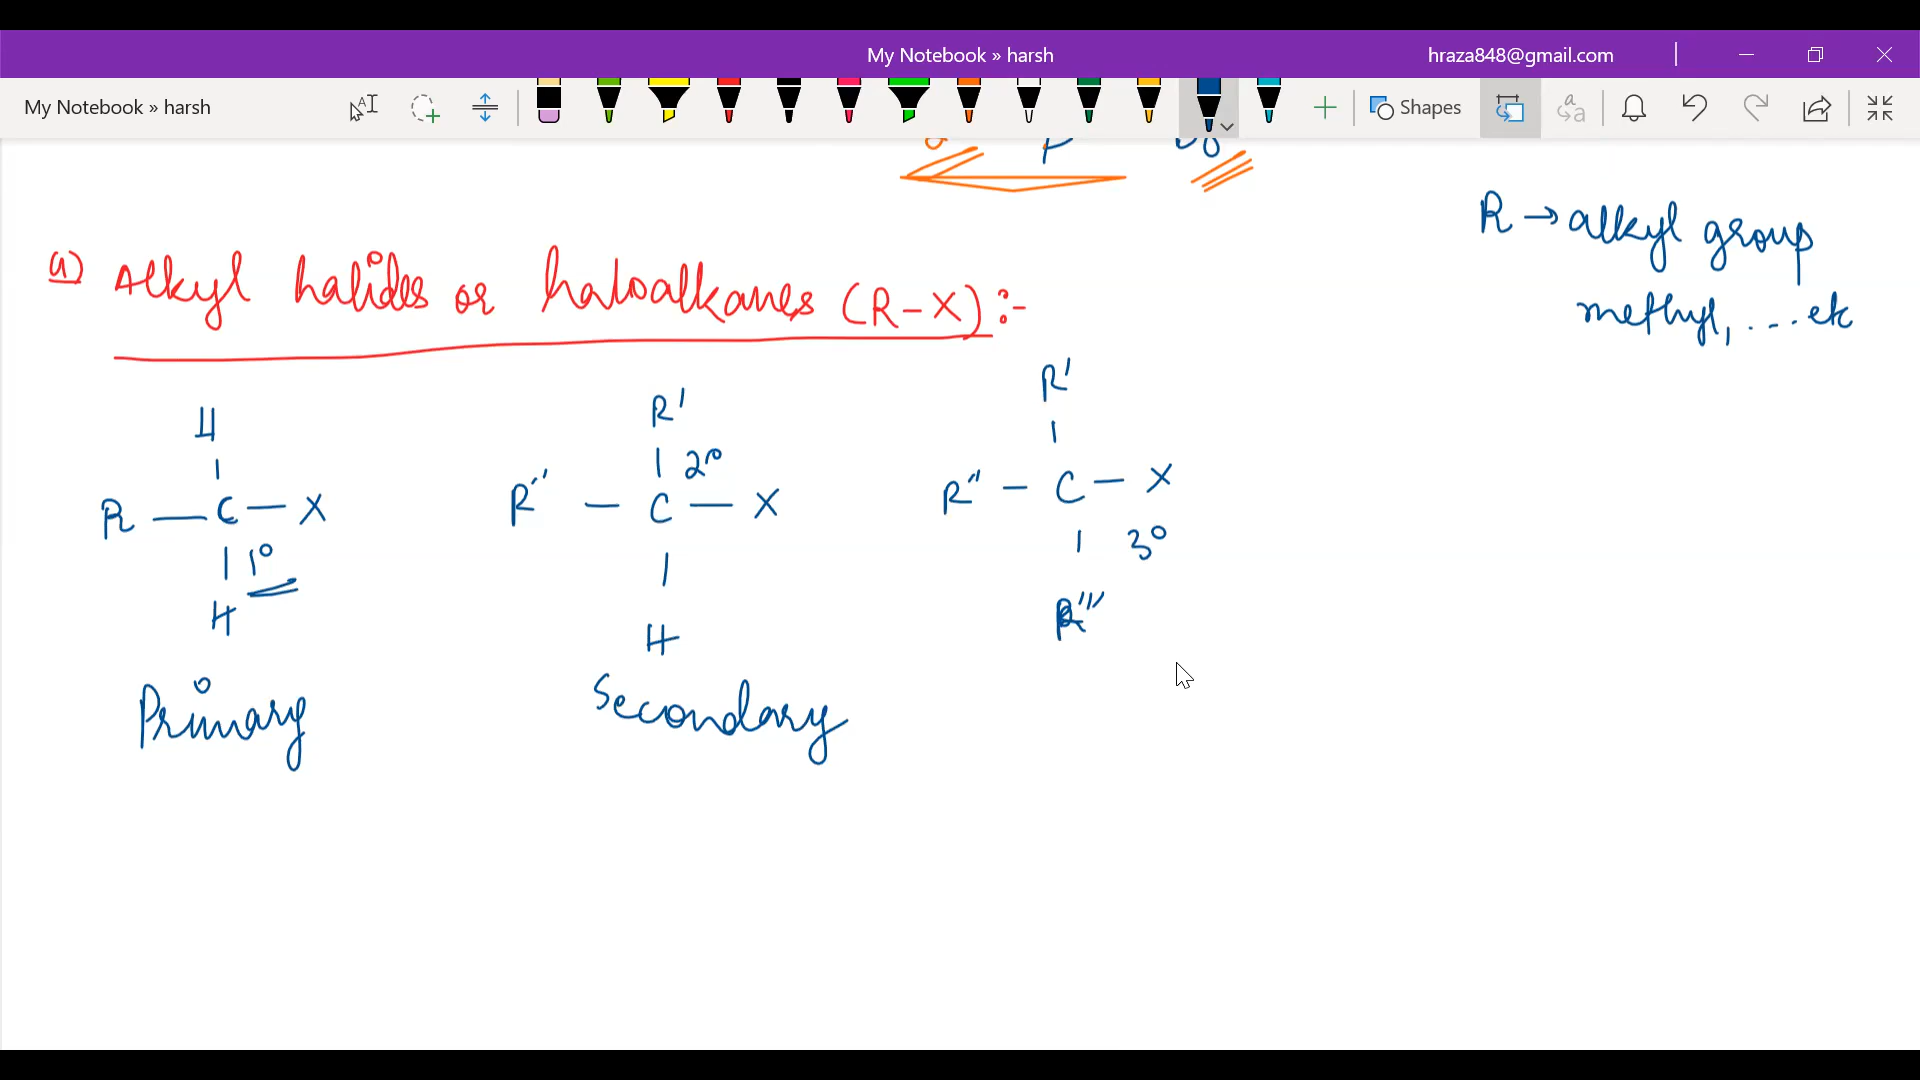 My Notebook » harsh
hraza848@gmail.com
My Notebook » harsh
Shapes
R → alkyl group
methyl, .... etc
a) Alkyl halides or haloalkanes (R-X):-
H
R — C — X
1°
H
Primary
R'
2°
R'' — C — X
H
Secondary
R'
R'' — C — X
3°
R'''